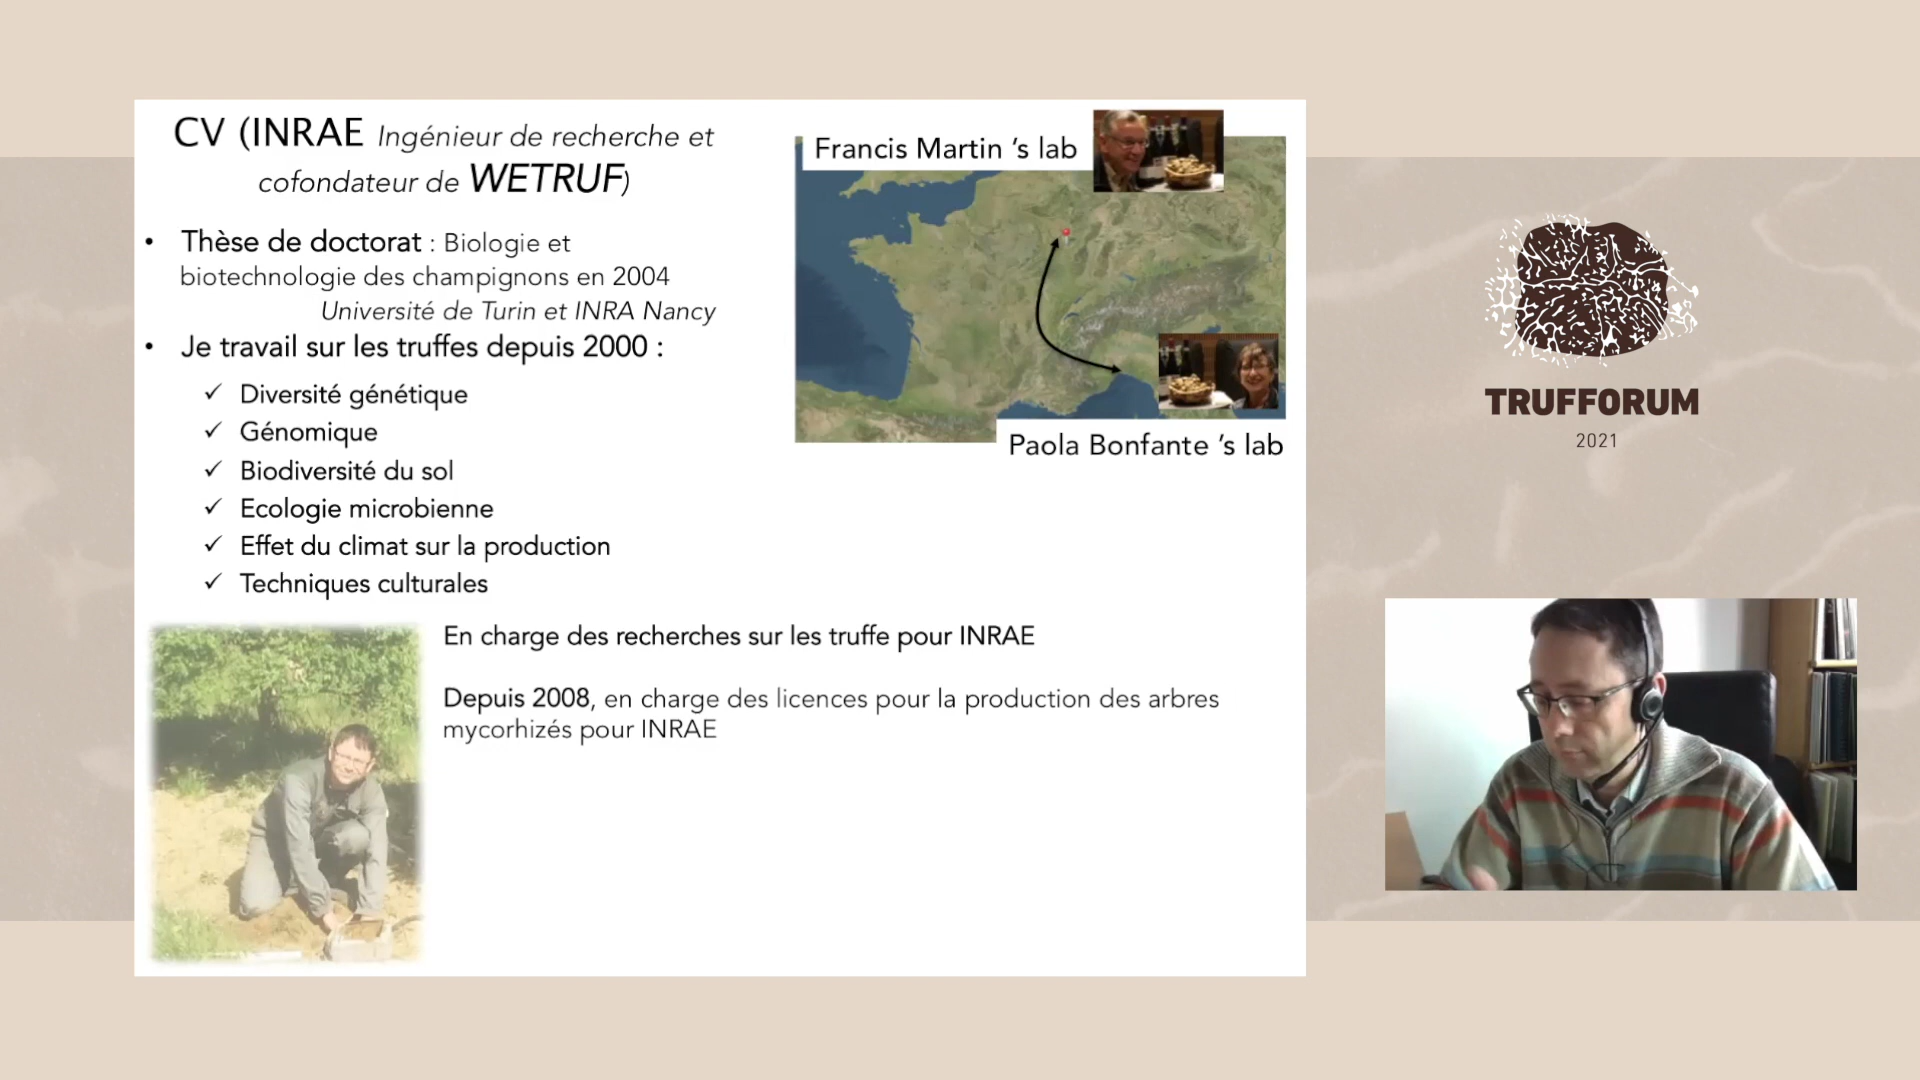 CV (INRAE Ingénieur de recherche et
cofondateur de WETRUF)
• Thèse de doctorat : Biologie et
biotechnologie des champignons en 2004
Université de Turin et INRA Nancy
• Je travail sur les truffes depuis 2000 :
✓ Diversité génétique
✓ Génomique
✓ Biodiversité du sol
✓ Ecologie microbienne
✓ Effet du climat sur la production
✓ Techniques culturales
En charge des recherches sur les truffe pour INRAE
Depuis 2008, en charge des licences pour la production des arbres
mycorhizés pour INRAE
Francis Martin 's lab
Paola Bonfante 's lab
TRUFFORUM
2021